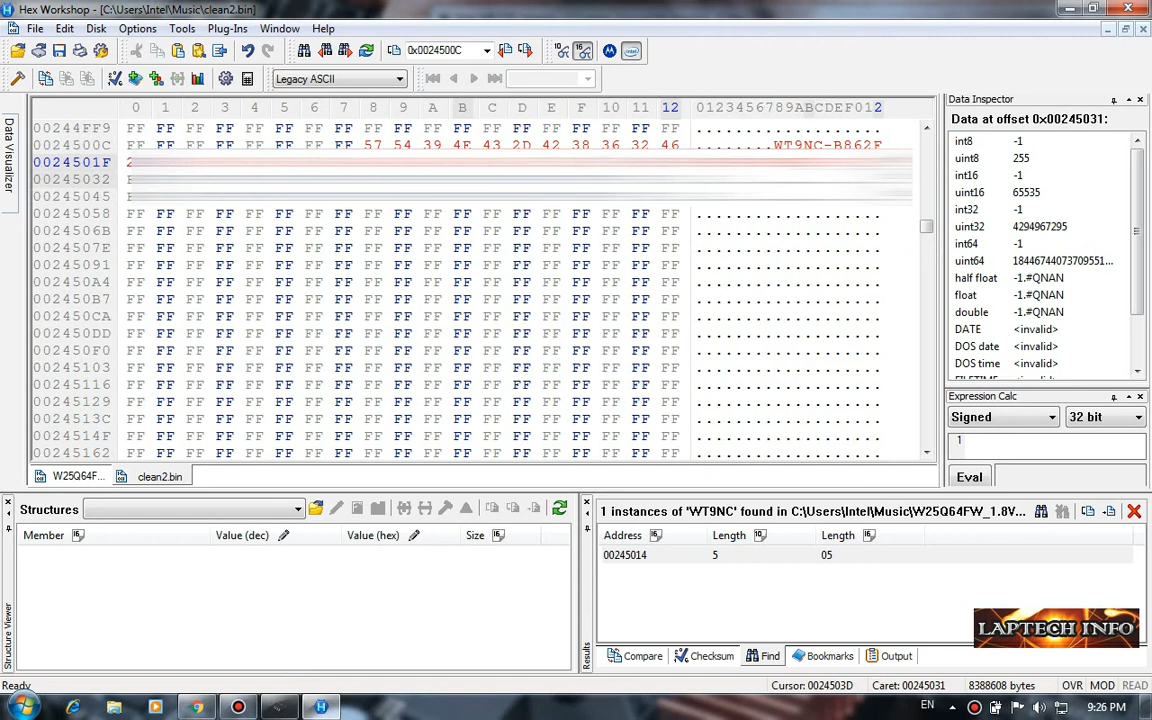 Hex Workshop - [C:\Users\Intel\Music\clean2.bin]
File Edit Disk Options Tools Plug-Ins Window Help
0x0024500C
Legacy ASCII
0 1 2 3 4 5 6 7 8 9 A B C D E F 10 11 12 0123456789ABCDEF012
00244FF9 FF FF FF FF FF FF FF FF FF FF FF FF FF FF FF FF FF FF FF ...................
0024500C FF FF FF FF FF FF FF FF 57 54 39 4E 43 2D 42 38 36 32 46 ........WT9NC-B862F
0024501F 2
00245032
00245045
00245058 FF FF FF FF FF FF FF FF FF FF FF FF FF FF FF FF FF FF FF ...................
0024506B FF FF FF FF FF FF FF FF FF FF FF FF FF FF FF FF FF FF FF ...................
0024507E FF FF FF FF FF FF FF FF FF FF FF FF FF FF FF FF FF FF FF ...................
00245091 FF FF FF FF FF FF FF FF FF FF FF FF FF FF FF FF FF FF FF ...................
002450A4 FF FF FF FF FF FF FF FF FF FF FF FF FF FF FF FF FF FF FF ...................
002450B7 FF FF FF FF FF FF FF FF FF FF FF FF FF FF FF FF FF FF FF ...................
002450CA FF FF FF FF FF FF FF FF FF FF FF FF FF FF FF FF FF FF FF ...................
002450DD FF FF FF FF FF FF FF FF FF FF FF FF FF FF FF FF FF FF FF ...................
002450F0 FF FF FF FF FF FF FF FF FF FF FF FF FF FF FF FF FF FF FF ...................
00245103 FF FF FF FF FF FF FF FF FF FF FF FF FF FF FF FF FF FF FF ...................
00245116 FF FF FF FF FF FF FF FF FF FF FF FF FF FF FF FF FF FF FF ...................
00245129 FF FF FF FF FF FF FF FF FF FF FF FF FF FF FF FF FF FF FF ...................
0024513C FF FF FF FF FF FF FF FF FF FF FF FF FF FF FF FF FF FF FF ...................
0024514F FF FF FF FF FF FF FF FF FF FF FF FF FF FF FF FF FF FF FF ...................
00245162 FF FF FF FF FF FF FF FF FF FF FF FF FF FF FF FF FF FF FF ...................
Data Visualizer
W25Q64F... clean2.bin
Data Inspector
Data at offset 0x00245031:
int8 -1
uint8 255
int16 -1
uint16 65535
int32 -1
uint32 4294967295
int64 -1
uint64 18446744073709551...
half float -1.#QNAN
float -1.#QNAN
double -1.#QNAN
DATE <invalid>
DOS date <invalid>
DOS time <invalid>
Expression Calc
Signed 32 bit
1
Eval
Structures
Member Value (dec) Value (hex) Size
Structure Viewer
1 instances of 'WT9NC' found in C:\Users\Intel\Music\W25Q64FW_1.8V...
Address Length Length
00245014 5 05
LAPTECH INFO
Results
Compare Checksum Find Bookmarks Output
Ready Cursor: 0024503D Caret: 00245031 8388608 bytes OVR MOD READ
EN 9:26 PM